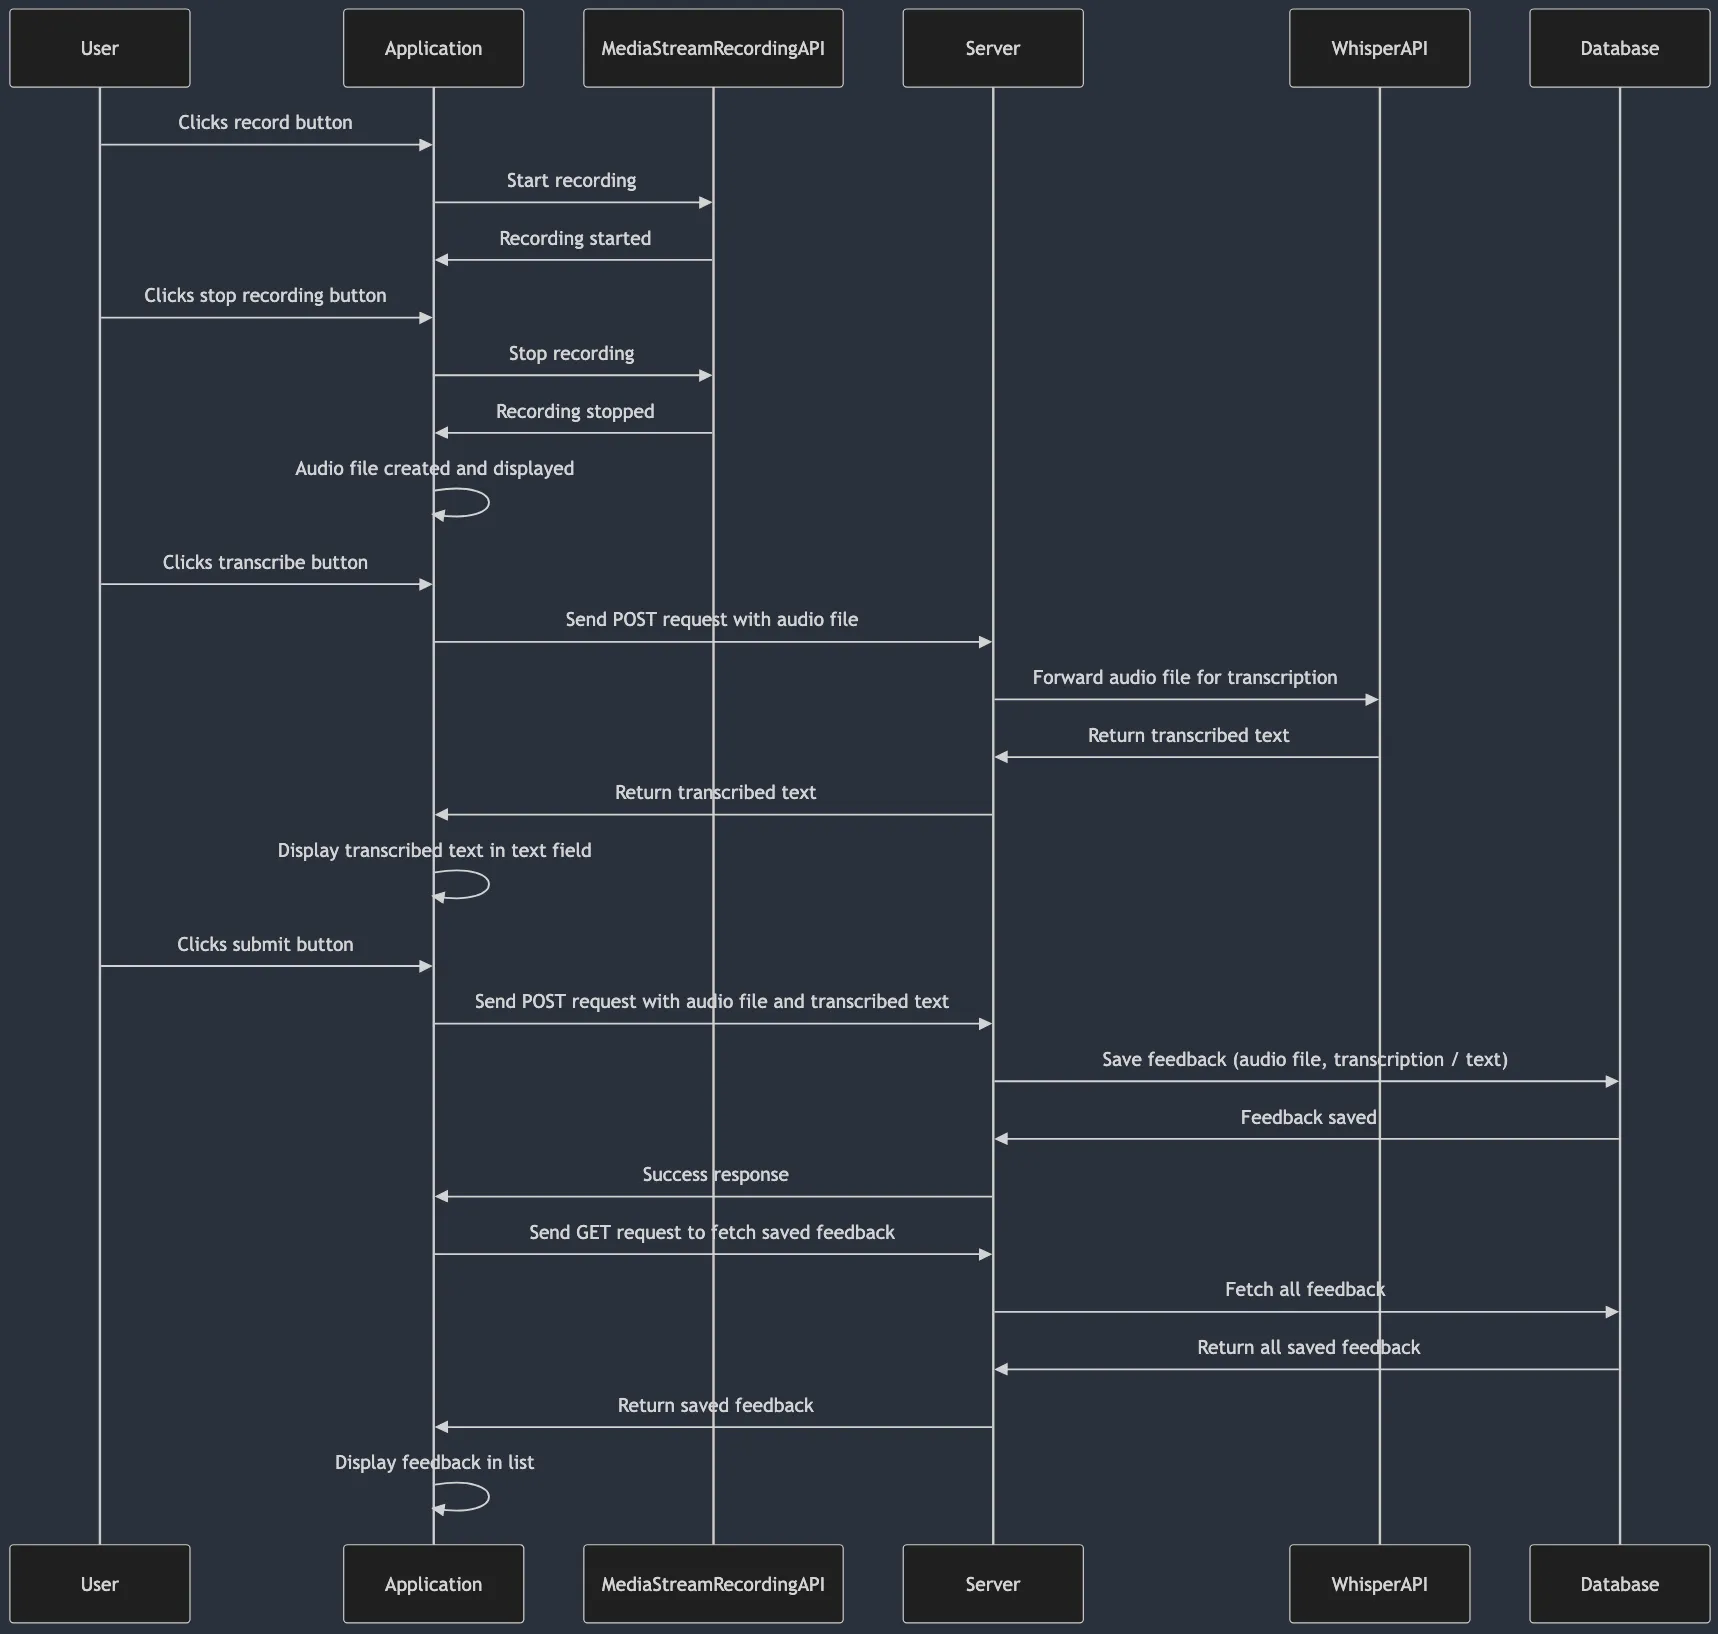 User
Application
MediaStreamRecordingAPI
Server
WhisperAPI
Database
Clicks record button
Start recording
Recording started
Clicks stop recording button
Stop recording
Recording stopped
Audio file created and displayed
Clicks transcribe button
Send POST request with audio file
Forward audio file for transcription
Return transcribed text
Return transcribed text
Display transcribed text in text field
Clicks submit button
Send POST request with audio file and transcribed text
Save feedback (audio file, transcription / text)
Feedback saved
Success response
Send GET request to fetch saved feedback
Fetch all feedback
Return all saved feedback
Return saved feedback
Display feedback in list
User
Application
MediaStreamRecordingAPI
Server
WhisperAPI
Database